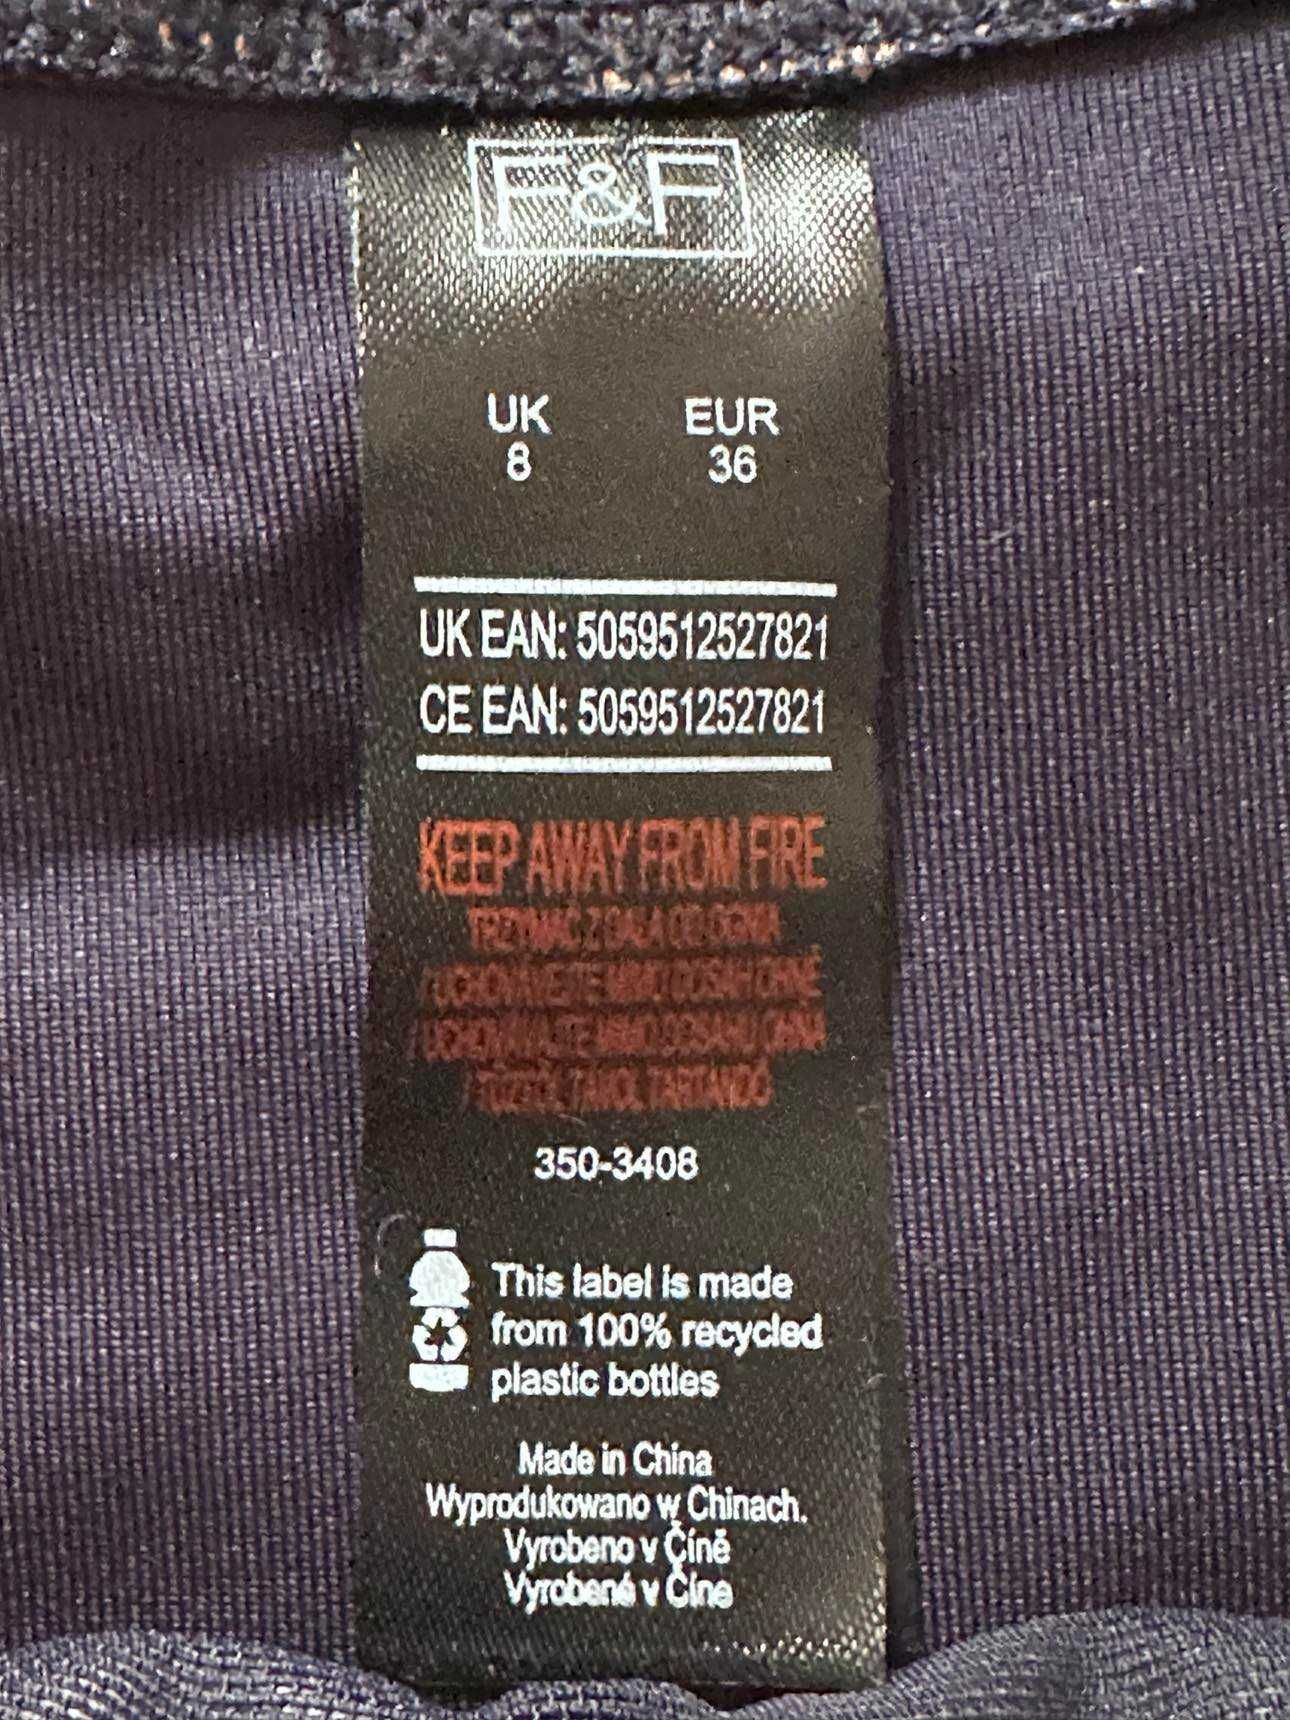 F&F
UK EUR
8 36
UK EAN: 5059512527821
CE EAN: 5059512527821
KEEP AWAY FROM FIRE
350-3408
This label is made
from 100% recycled
plastic bottles
Made in China
Wyprodukowano w Chinach.
Vyrobeno v Číně
Vyrobené v Číne